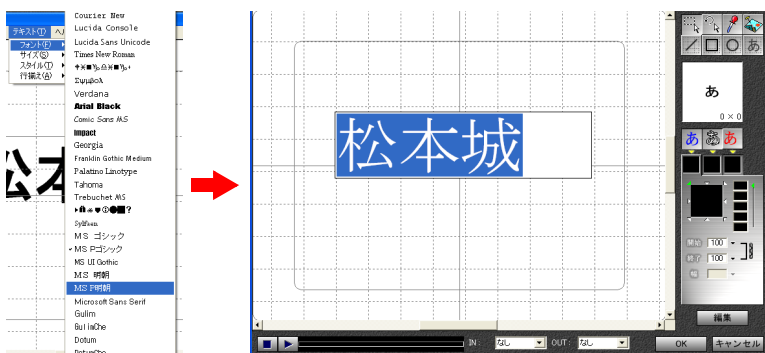 テキスト(T)
フォント(F)
サイズ(S)
スタイル(T)
行揃え(A)
Courier New
Lucida Console
Lucida Sans Unicode
Times New Roman
Σψμβολ
Verdana
Arial Black
Comic Sans MS
Impact
Georgia
Franklin Gothic Medium
Palatino Linotype
Tahoma
Trebuchet MS
Sylfaen
MS ゴシック
MS Pゴシック
MS UI Gothic
MS 明朝
MS P明朝
Microsoft Sans Serif
Gulim
GulimChe
Dotum
DotumChe
松本城
あ
あ
0×0
あ あ あ
開始 100
終了 100
幅
編集
IN: なし OUT: なし OK キャンセル